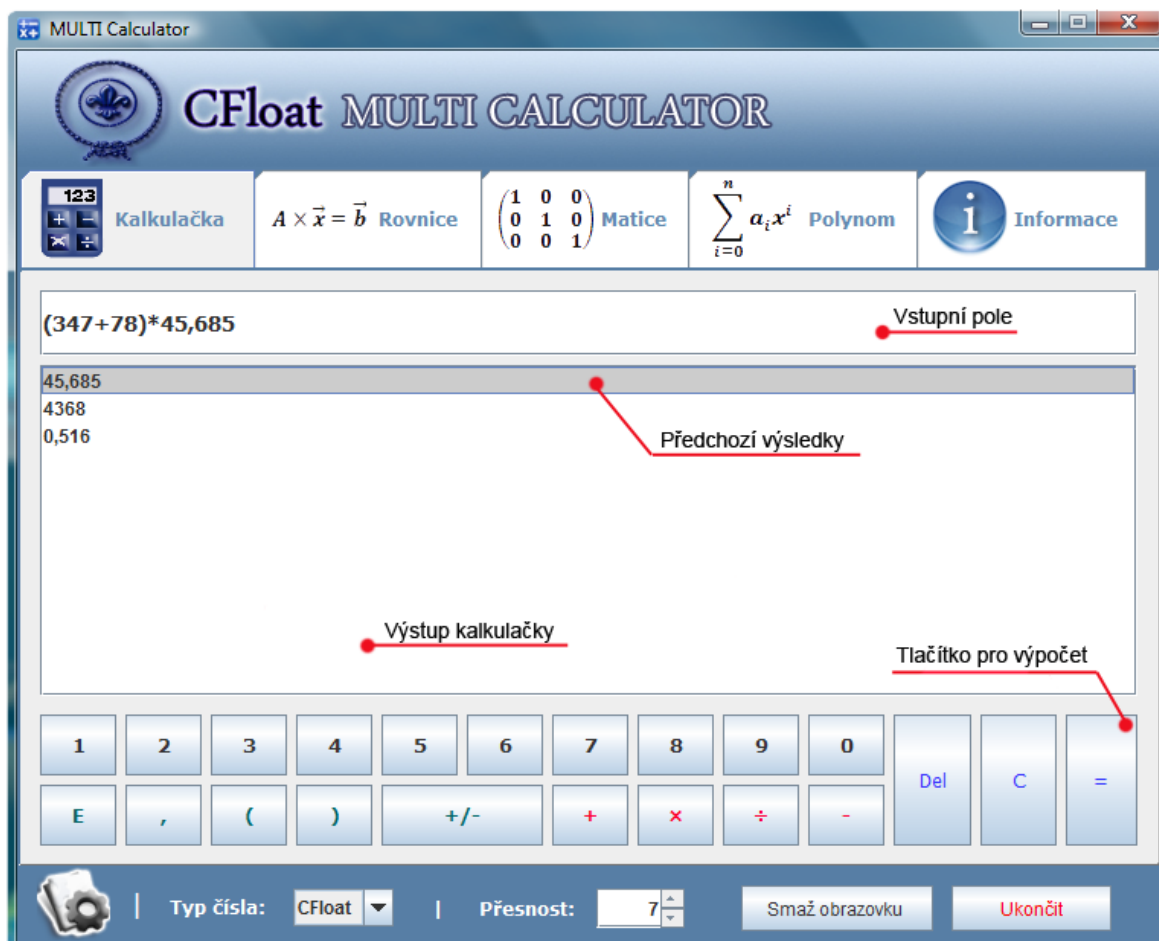 MULTI Calculator
CFloat MULTI CALCULATOR
123
+ −
× ÷
Kalkulačka
A × x⃗ = b⃗ Rovnice
(1 0 0
0 1 0
0 0 1) Matice
n
∑ aᵢxⁱ Polynom
i=0
i Informace
(347+78)*45,685
Vstupní pole
45,685
4368
0,516
Předchozí výsledky
Výstup kalkulačky
Tlačítko pro výpočet
1 2 3 4 5 6 7 8 9 0
Del C =
E , ( ) +/- + × ÷ -
| Typ čísla: CFloat | Přesnost: 7 Smaž obrazovku Ukončit